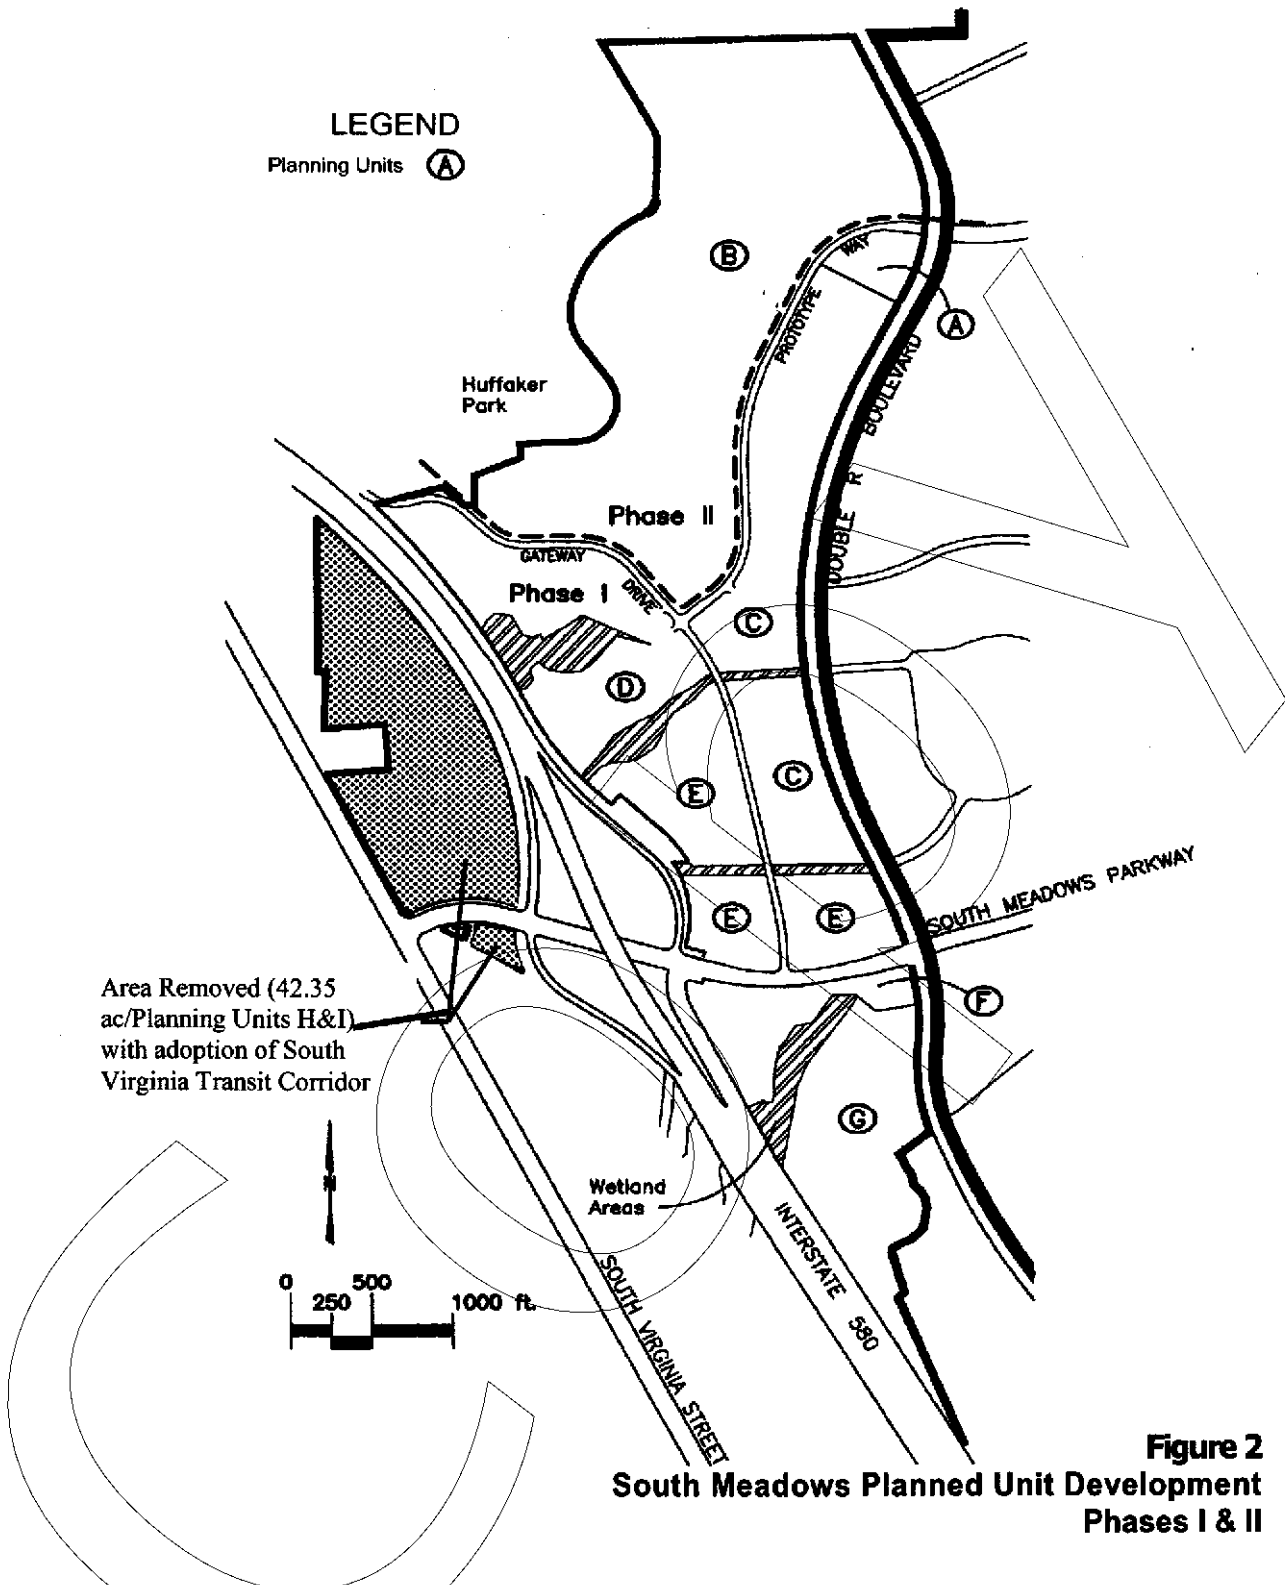 LEGEND
Planning Units A
B
WAY
PROTOTYPE
A
BOULEVARD
DOUBLE R
Huffaker
Park
Phase II
GATEWAY
DRIVE
Phase I
C
D
E
C
SOUTH MEADOWS PARKWAY
E
E
F
Area Removed (42.35
ac/Planning Units H&I)
with adoption of South
Virginia Transit Corridor
G
N
Wetland
Areas
INTERSTATE 580
SOUTH VIRGINIA STREET
0 500
250 1000 ft.
Figure 2
South Meadows Planned Unit Development
Phases I & II
COPY